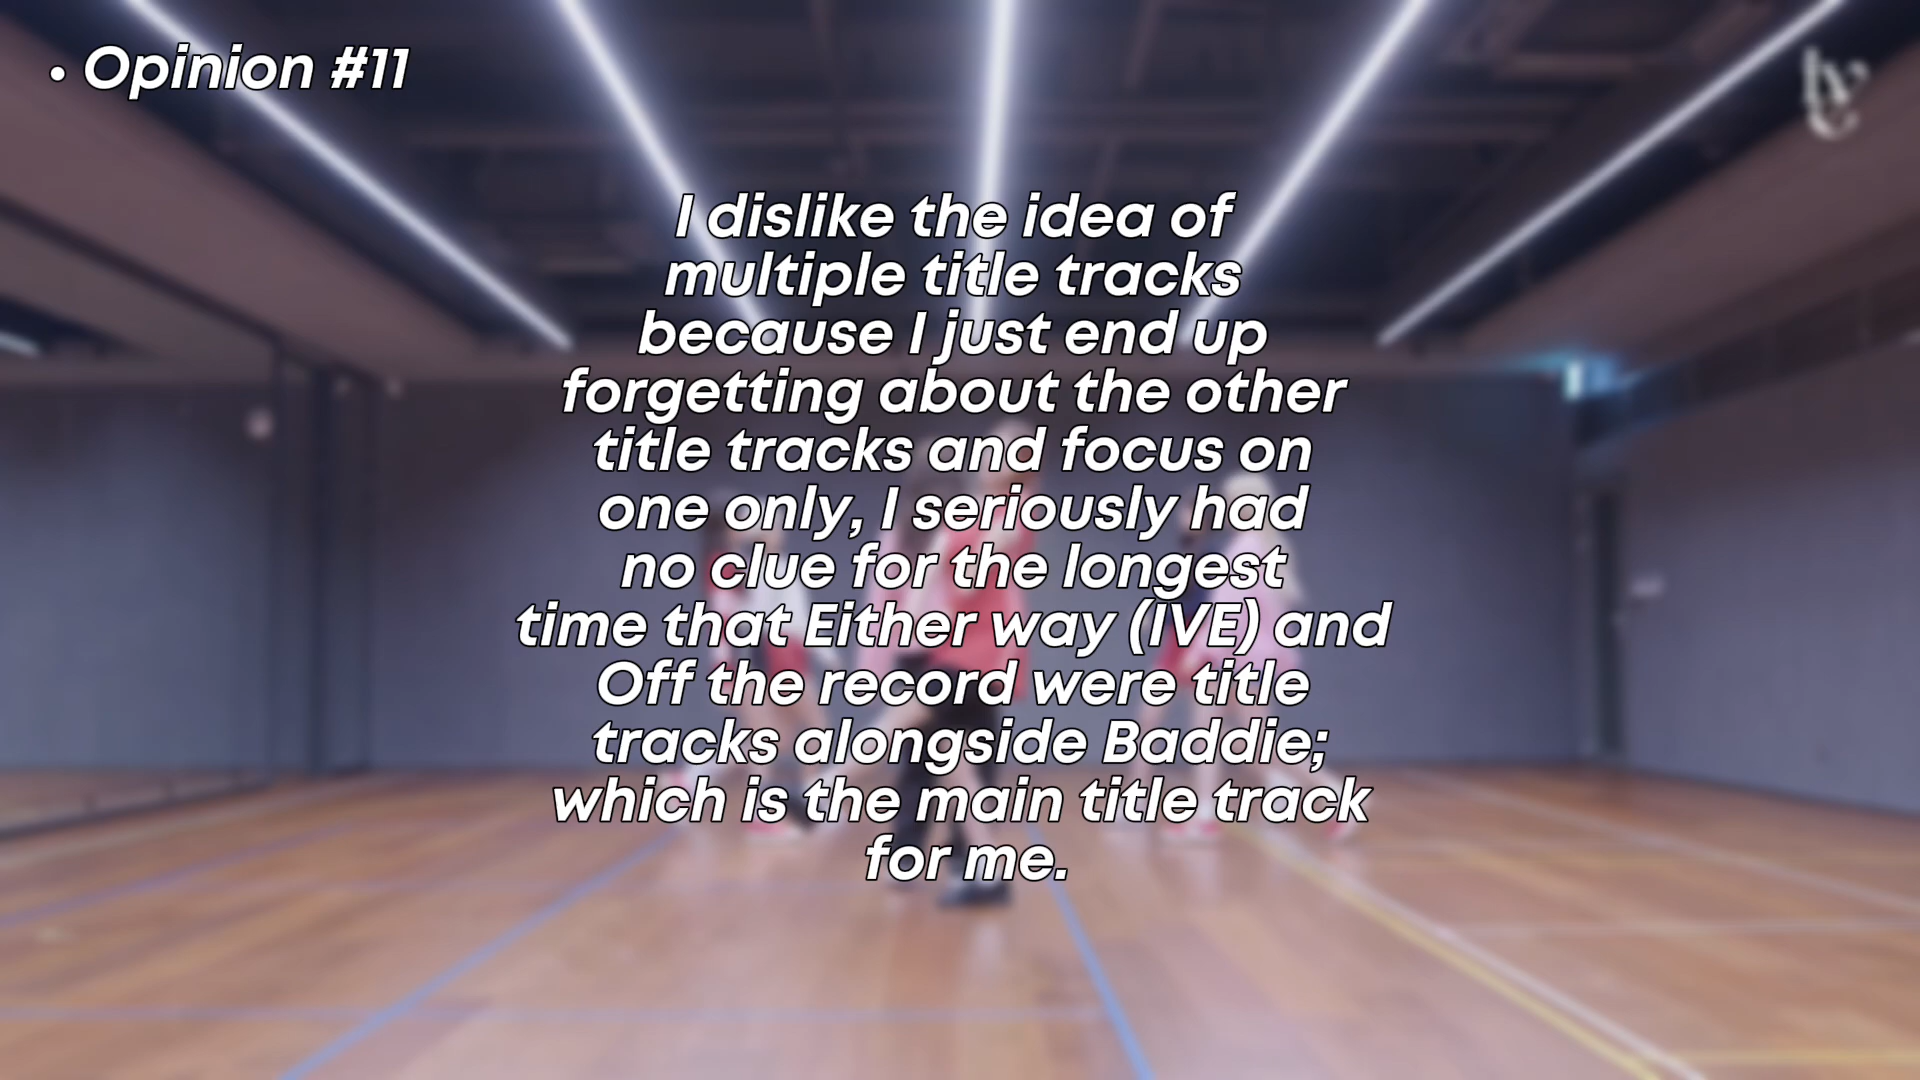 • Opinion #11
IVE
I dislike the idea of
multiple title tracks
because I just end up
forgetting about the other
title tracks and focus on
one only, I seriously had
no clue for the longest
time that Either way (IVE) and
Off the record were title
tracks alongside Baddie;
which is the main title track
for me.